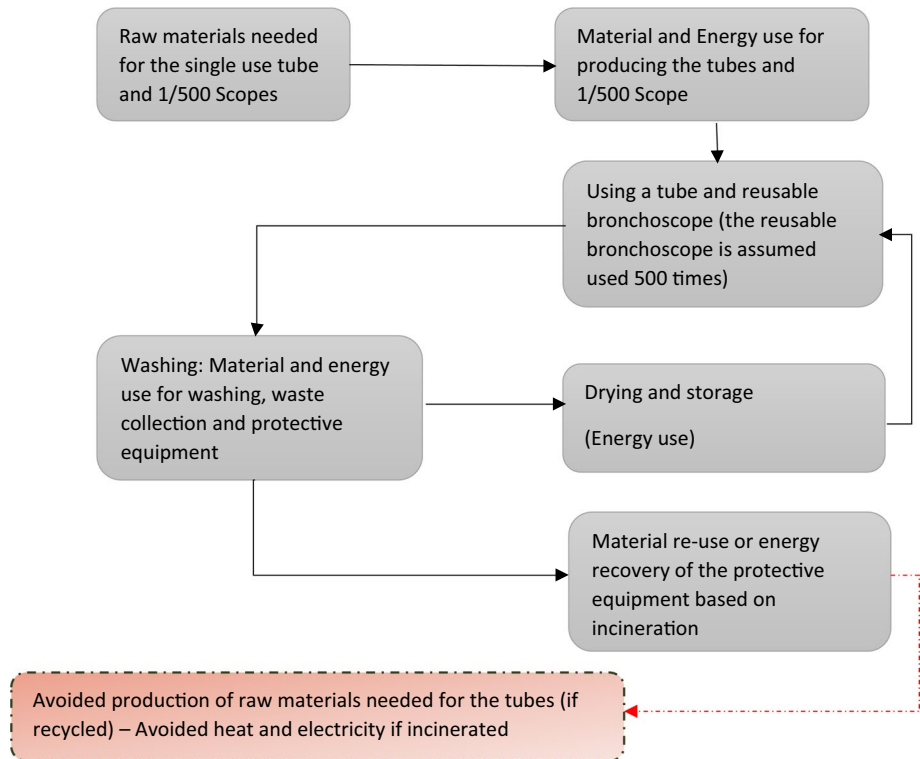 Raw materials needed
for the single use tube
and 1/500 Scopes
Material and Energy use for
producing the tubes and
1/500 Scope
Using a tube and reusable
bronchoscope (the reusable
bronchoscope is assumed
used 500 times)
Washing: Material and energy
use for washing, waste
collection and protective
equipment
Drying and storage
(Energy use)
Material re-use or energy
recovery of the protective
equipment based on
incineration
Avoided production of raw materials needed for the tubes (if
recycled) – Avoided heat and electricity if incinerated